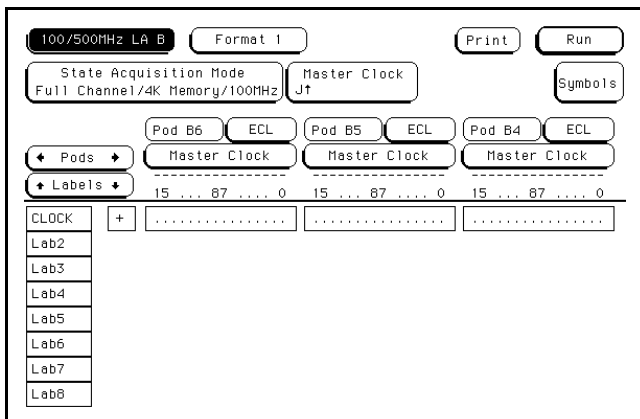 100/500MHz LA B Format 1 Print Run
State Acquisition Mode
Full Channel/4K Memory/100MHz
Master Clock
J↑
Symbols
Pod B6 ECL Pod B5 ECL Pod B4 ECL
← Pods → Master Clock Master Clock Master Clock
↑ Labels ↓
15 ... 87 .... 0 15 ... 87 .... 0 15 ... 87 .... 0
CLOCK + ................ ................ ................
Lab2
Lab3
Lab4
Lab5
Lab6
Lab7
Lab8